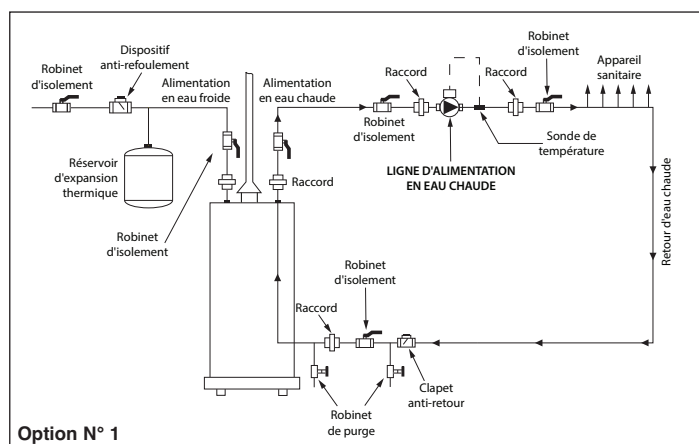 Robinet
d'isolement
Dispositif
anti-refoulement
Alimentation
en eau froide
Alimentation
en eau chaude
Raccord
Robinet
d'isolement
Raccord
Robinet
d'isolement
Appareil
sanitaire
Sonde de
température
LIGNE D'ALIMENTATION
EN EAU CHAUDE
Réservoir
d'expansion
thermique
Raccord
Robinet
d'isolement
Retour d'eau chaude
Raccord
Robinet
d'isolement
Clapet
anti-retour
Robinet
de purge
Option N° 1